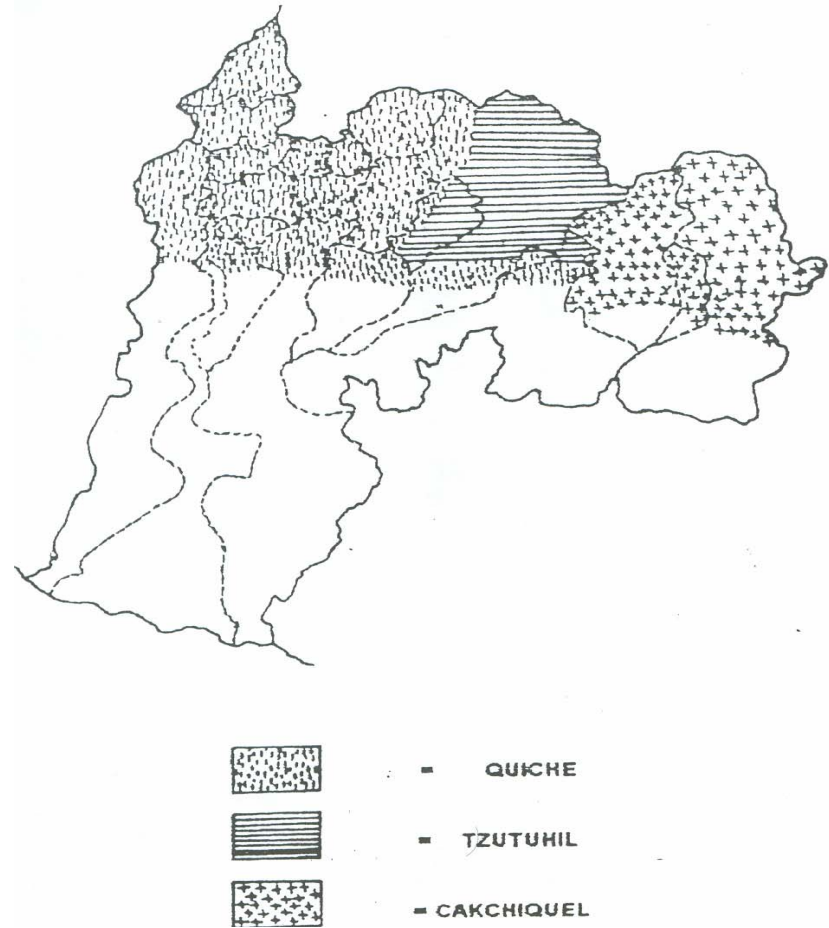 = QUICHE
= TZUTUHIL
= CAKCHIQUEL